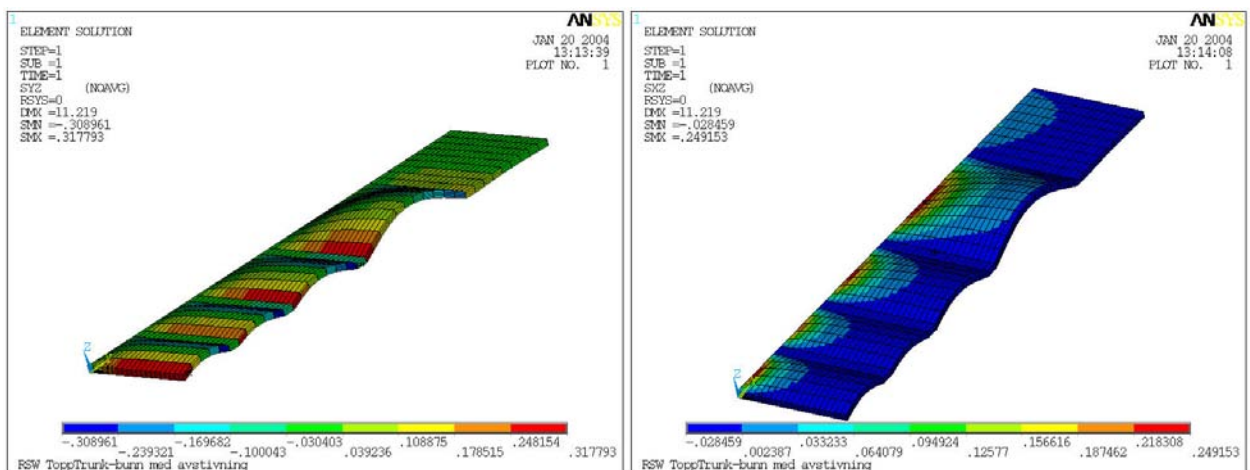 1
ANSYS
ELEMENT SOLUTION
JAN 20 2004
13:13:39
PLOT NO. 1
STEP=1
SUB =1
TIME=1
SYZ (NOAVG)
RSYS=0
DMX =11.219
SMN =-.308961
SMX =.317793
Z
-.308961 -.169682 -.030403 .108875 .248154
-.239321 -.100043 .039236 .178515 .317793
RSW ToppTrunk-bunn med avstivning
1
ANSYS
ELEMENT SOLUTION
JAN 20 2004
13:14:08
PLOT NO. 1
STEP=1
SUB =1
TIME=1
SXZ (NOAVG)
RSYS=0
DMX =11.219
SMN =-.028459
SMX =.249153
Z
-.028459 .033233 .094924 .156616 .218308
.002387 .064079 .12577 .187462 .249153
RSW ToppTrunk-bunn med avstivning